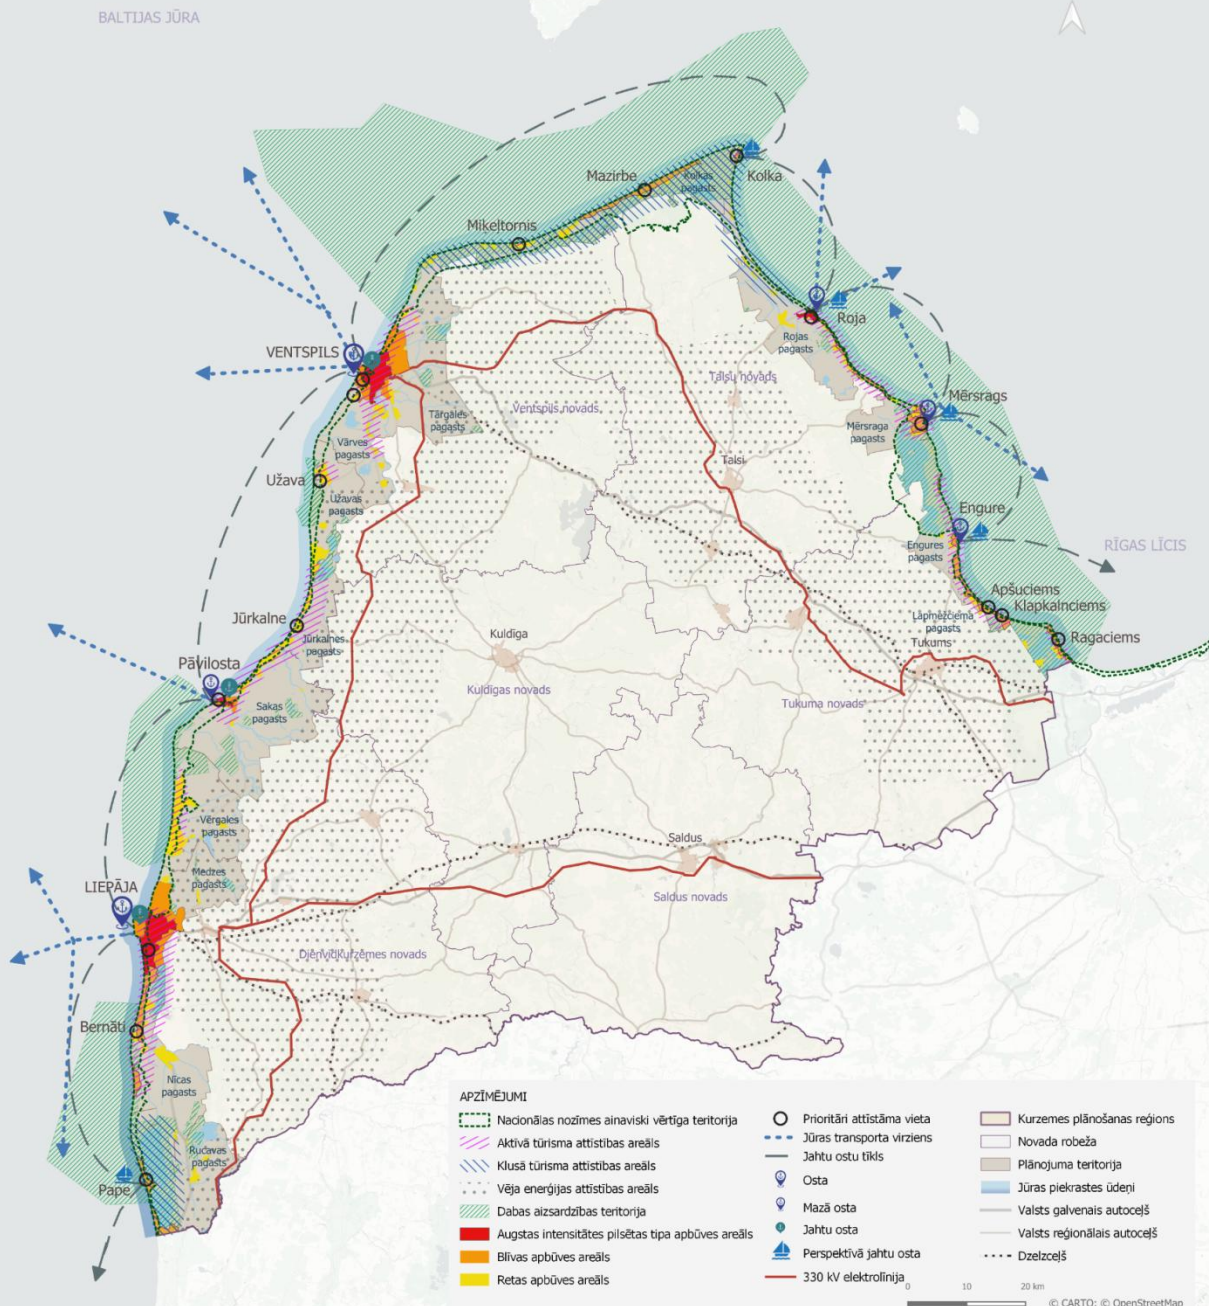 BALTIJAS JŪRA
Mazirbe
Kolkas
pagasts
Kolka
Miķeļtornis
Roja
Rojas
pagasts
VENTSPILS
Talsu novads
Mērsrags
Ventspils novads
Tārgales
pagasts
Mērsraga
pagasts
Vārves
pagasts
Talsi
Užava
Užavas
pagasts
Engure
RĪGAS LĪCIS
Engures
pagasts
Apšuciems
Klapkalnciems
Lapmežciema
pagasts
Jūrkalne
Jūrkalnes
pagasts
Kuldīga
Tukums
Ragaciems
Pāvilosta
Kuldīgas novads
Tukuma novads
Sakas
pagasts
Vērgales
pagasts
Saldus
Medzes
pagasts
LIEPĀJA
Saldus novads
Dienvidkurzemes novads
Bernāti
Nīcas
pagasts
Rucavas
pagasts
Pape
APZĪMĒJUMI
Nacionālas nozīmes ainaviski vērtīga teritorija
Aktīvā tūrisma attīstības areāls
Klusā tūrisma attīstības areāls
Vēja enerģijas attīstības areāls
Dabas aizsardzības teritorija
Augstas intensitātes pilsētas tipa apbūves areāls
Blīvas apbūves areāls
Retas apbūves areāls
Prioritāri attīstāma vieta
Jūras transporta virziens
Jahtu ostu tīkls
Osta
Mazā osta
Jahtu osta
Perspektīvā jahtu osta
330 kV elektrolīnija
Kurzemes plānošanas reģions
Novada robeža
Plānojuma teritorija
Jūras piekrastes ūdeņi
Valsts galvenais autoceļš
Valsts reģionālais autoceļš
Dzelzceļš
0 10 20 km
© CARTO; © OpenStreetMap